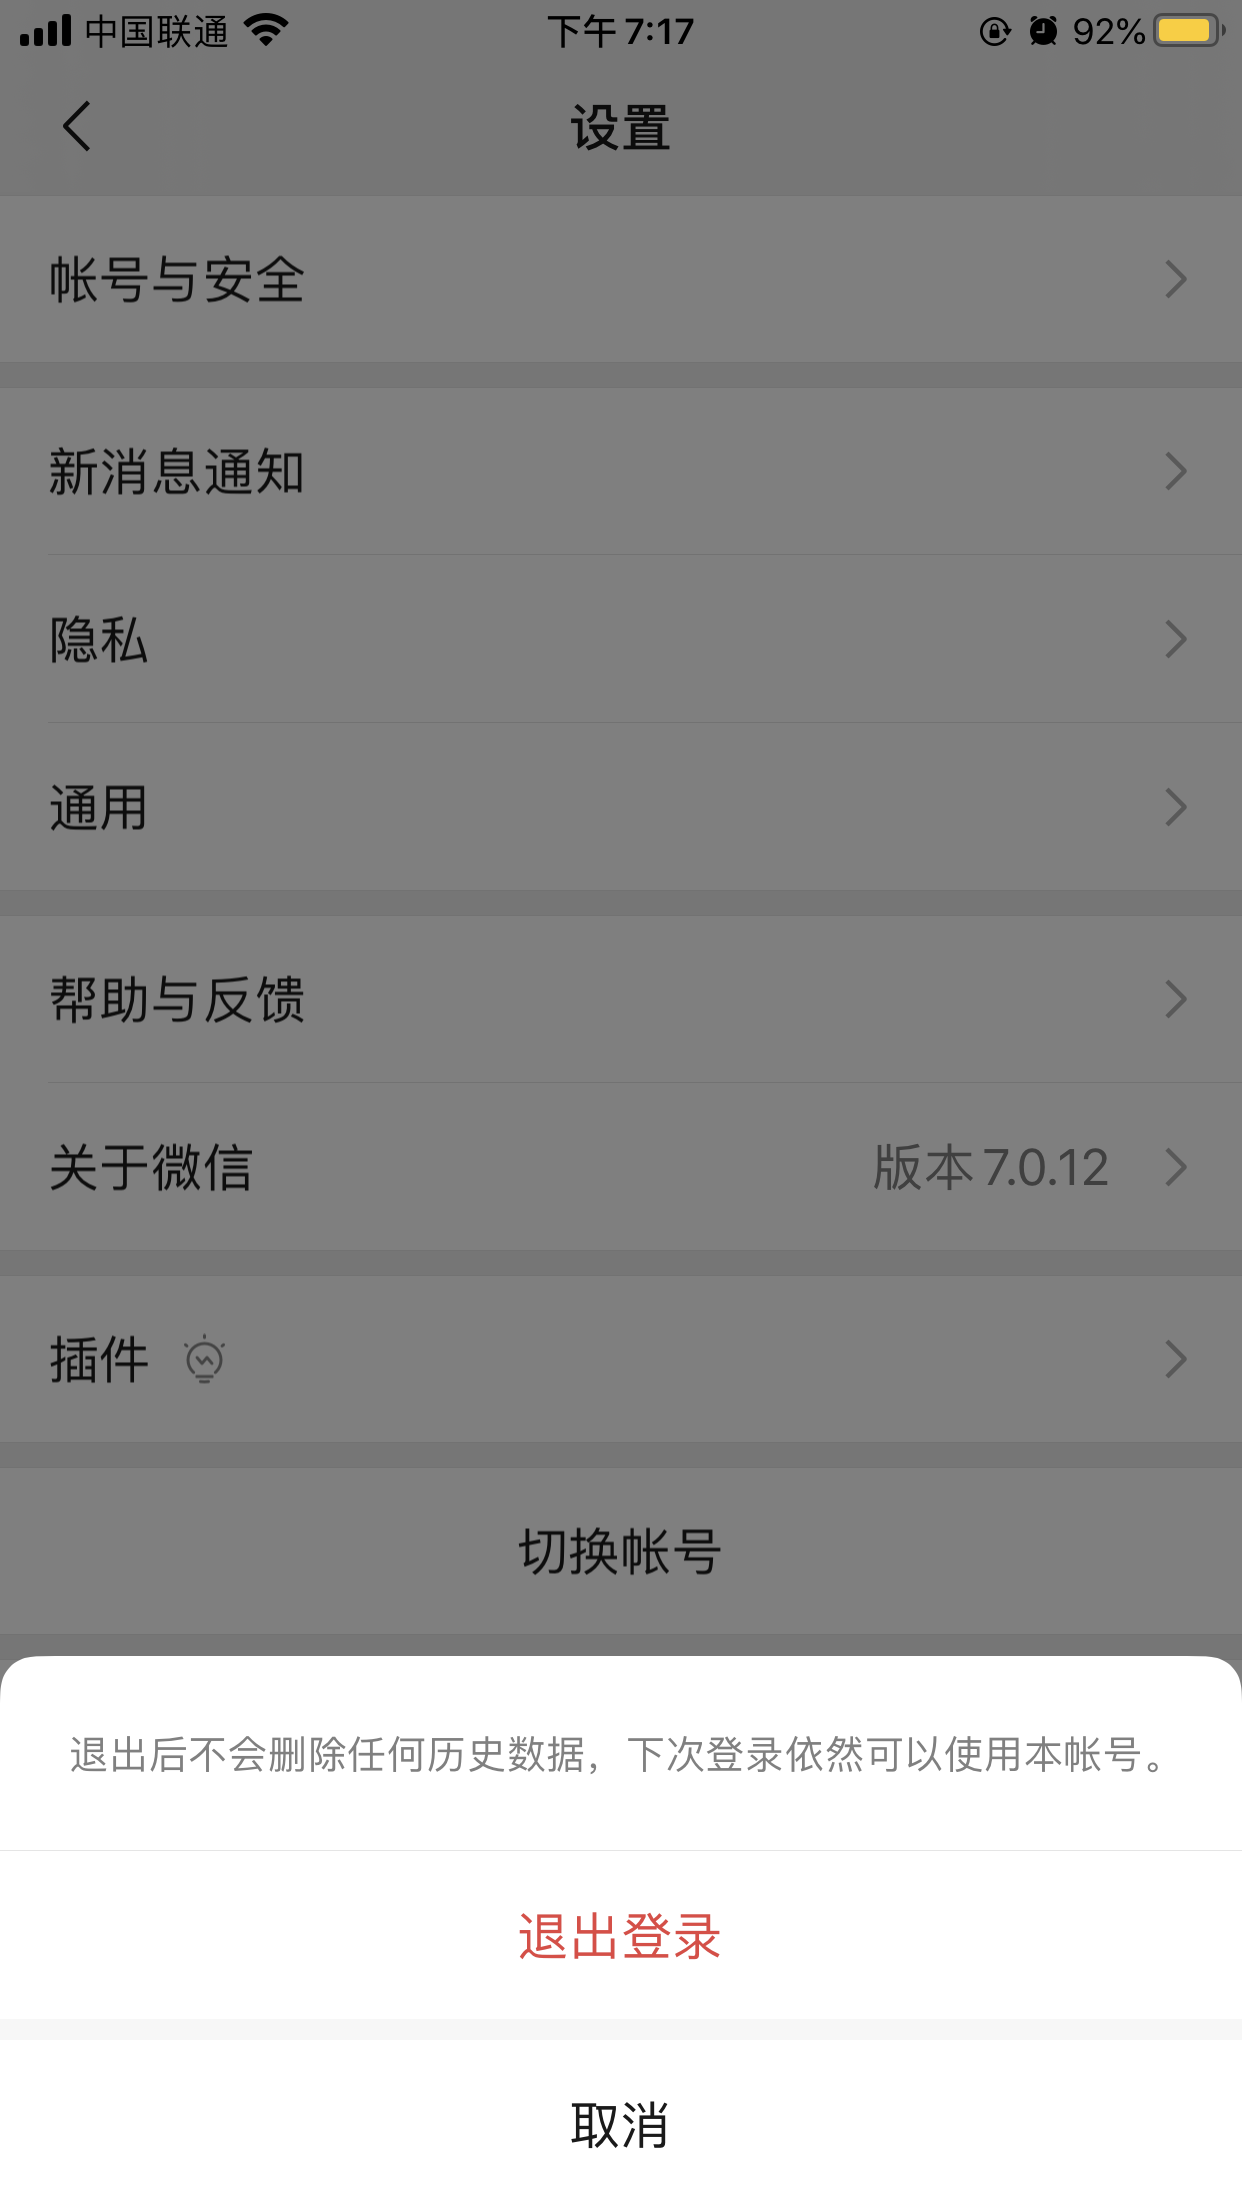 中国联通 下午7:17 92%
设置
帐号与安全
新消息通知
隐私
通用
帮助与反馈
关于微信 版本 7.0.12
插件
切换帐号
退出后不会删除任何历史数据，下次登录依然可以使用本帐号。
退出登录
取消